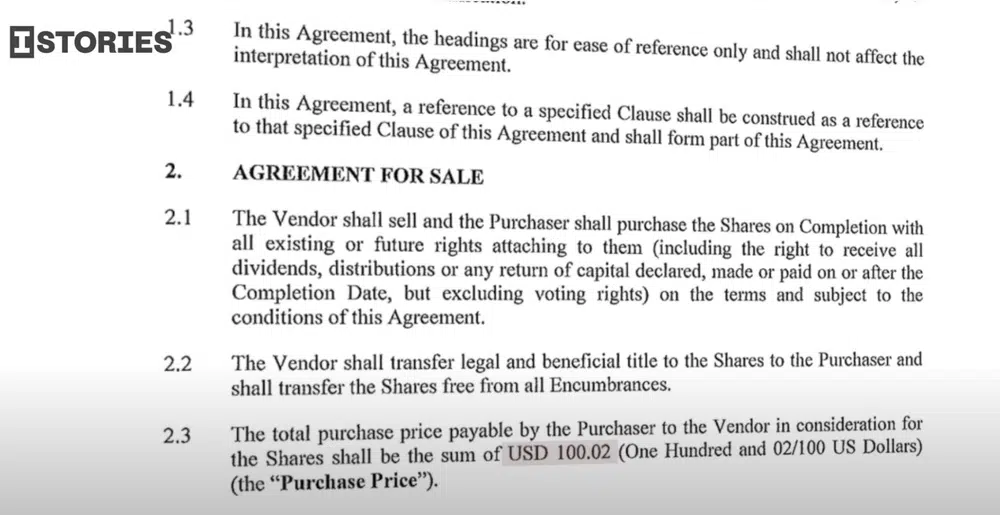 ISTORIES
1.3 In this Agreement, the headings are for ease of reference only and shall not affect the
interpretation of this Agreement.
1.4 In this Agreement, a reference to a specified Clause shall be construed as a reference
to that specified Clause of this Agreement and shall form part of this Agreement.
2. AGREEMENT FOR SALE
2.1 The Vendor shall sell and the Purchaser shall purchase the Shares on Completion with
all existing or future rights attaching to them (including the right to receive all
dividends, distributions or any return of capital declared, made or paid on or after the
Completion Date, but excluding voting rights) on the terms and subject to the
conditions of this Agreement.
2.2 The Vendor shall transfer legal and beneficial title to the Shares to the Purchaser and
shall transfer the Shares free from all Encumbrances.
2.3 The total purchase price payable by the Purchaser to the Vendor in consideration for
the Shares shall be the sum of USD 100.02 (One Hundred and 02/100 US Dollars)
(the “Purchase Price”).